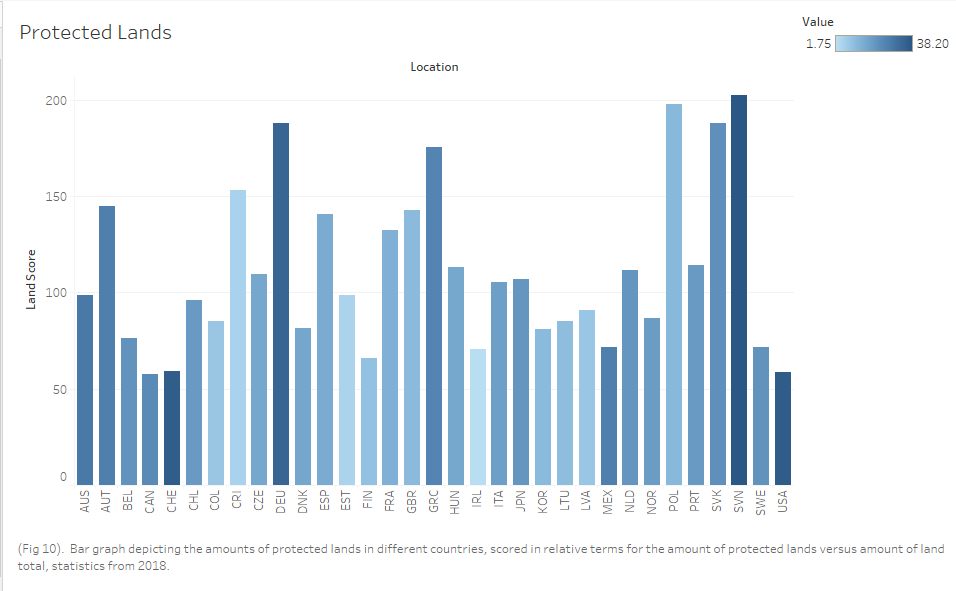 Protected Lands
Value
1.75 38.20
Location
Land Score
200
150
100
50
0
AUS AUT BEL CAN CHE CHL COL CRI CZE DEU DNK ESP EST FIN FRA GBR GRC HUN IRL ITA JPN KOR LTU LVA MEX NLD NOR POL PRT SVK SVN SWE USA
(Fig 10). Bar graph depicting the amounts of protected lands in different countries, scored in relative terms for the amount of protected lands versus amount of land
total, statistics from 2018.